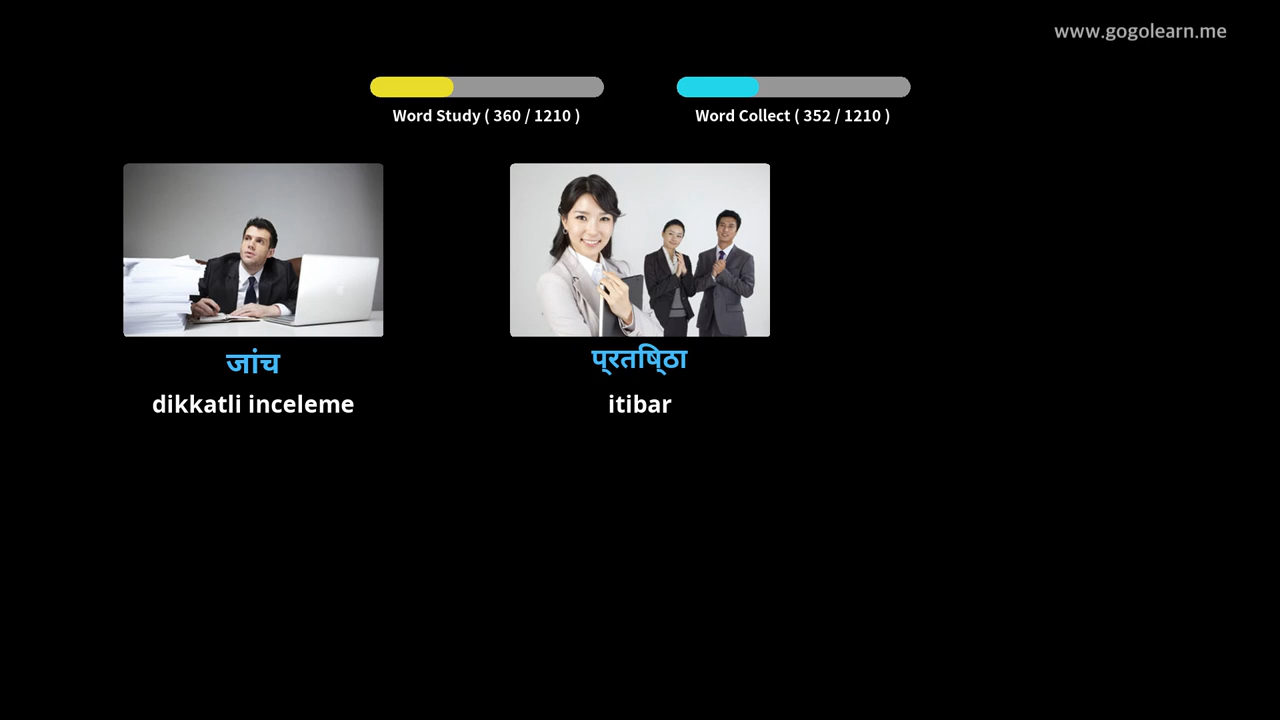 www.gogolearn.me
Word Study ( 360 / 1210 )
Word Collect ( 352 / 1210 )
जांच
प्रतिष्ठा
dikkatli inceleme
itibar